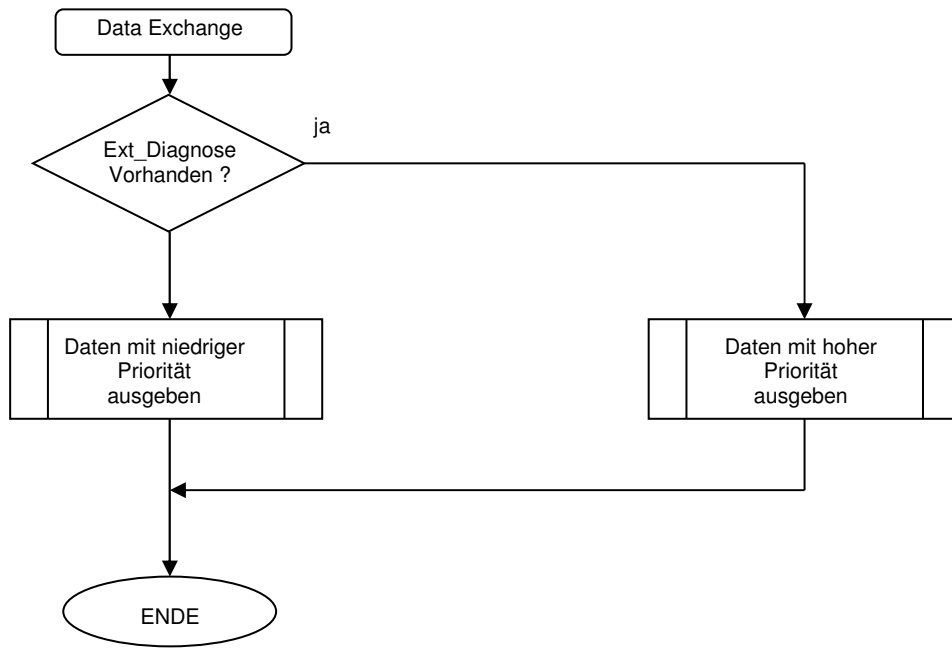 Data Exchange
ja
Ext_Diagnose
Vorhanden ?
Daten mit niedriger
Priorität
ausgeben
Daten mit hoher
Priorität
ausgeben
ENDE